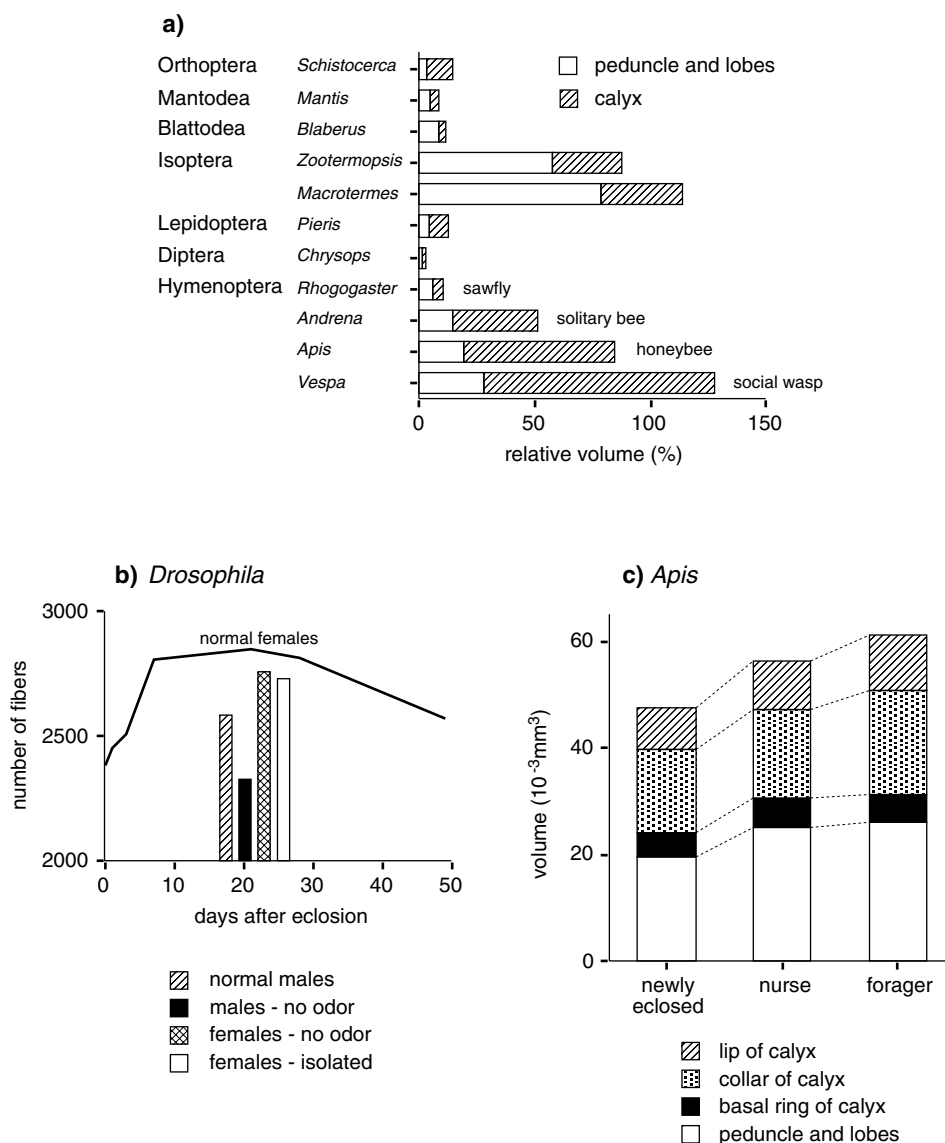 a)
Orthoptera Schistocerca
Mantodea Mantis
Blattodea Blaberus
Isoptera Zootermopsis
Macrotermes
Lepidoptera Pieris
Diptera Chrysops
Hymenoptera Rhogogaster sawfly
Andrena solitary bee
Apis honeybee
Vespa social wasp
peduncle and lobes
calyx
0 50 100 150
relative volume (%)
b) Drosophila
3000
2500
2000
number of fibers
normal females
0 10 20 30 40 50
days after eclosion
normal males
males - no odor
females - no odor
females - isolated
c) Apis
60
40
20
0
volume (10⁻³mm³)
newly eclosed
nurse
forager
lip of calyx
collar of calyx
basal ring of calyx
peduncle and lobes